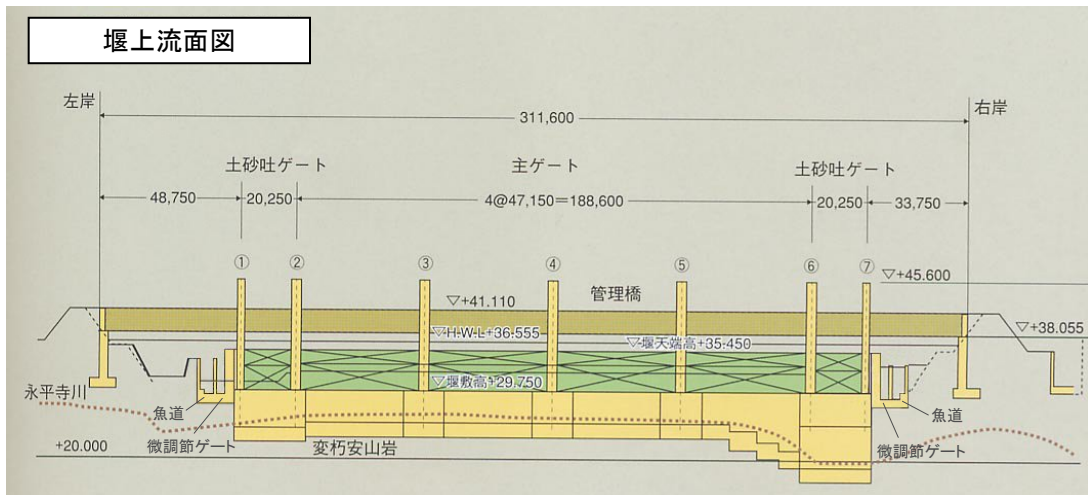 堰上流面図
左岸
右岸
311,600
土砂吐ゲート
主ゲート
土砂吐ゲート
48,750
20,250
4@47,150=188,600
20,250
33,750
①
②
③
④
⑤
⑥
⑦
▽+45.600
▽+41.110
管理橋
▽H.W.L+36.555
▽堰天端高+35.450
▽+38.055
▽堰敷高+29.750
永平寺川
魚道
微調節ゲート
変朽安山岩
魚道
微調節ゲート
+20.000